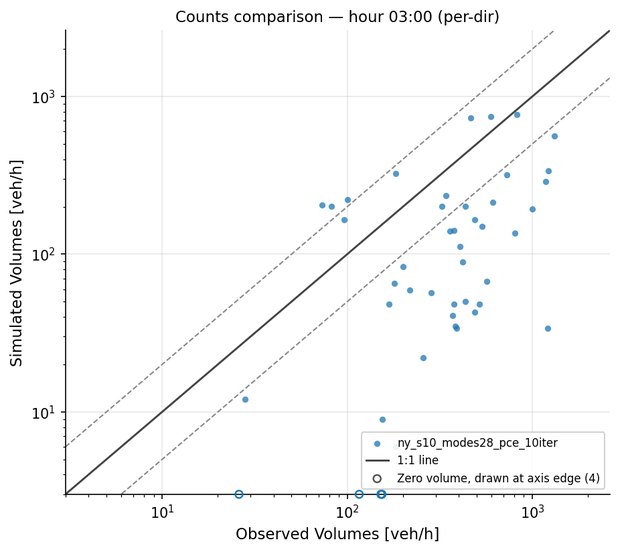 Counts comparison — hour 03:00 (per-dir)
Simulated Volumes [veh/h]
10³
10²
10¹
ny_s10_modes28_pce_10iter
1:1 line
Zero volume, drawn at axis edge (4)
10¹ 10² 10³
Observed Volumes [veh/h]